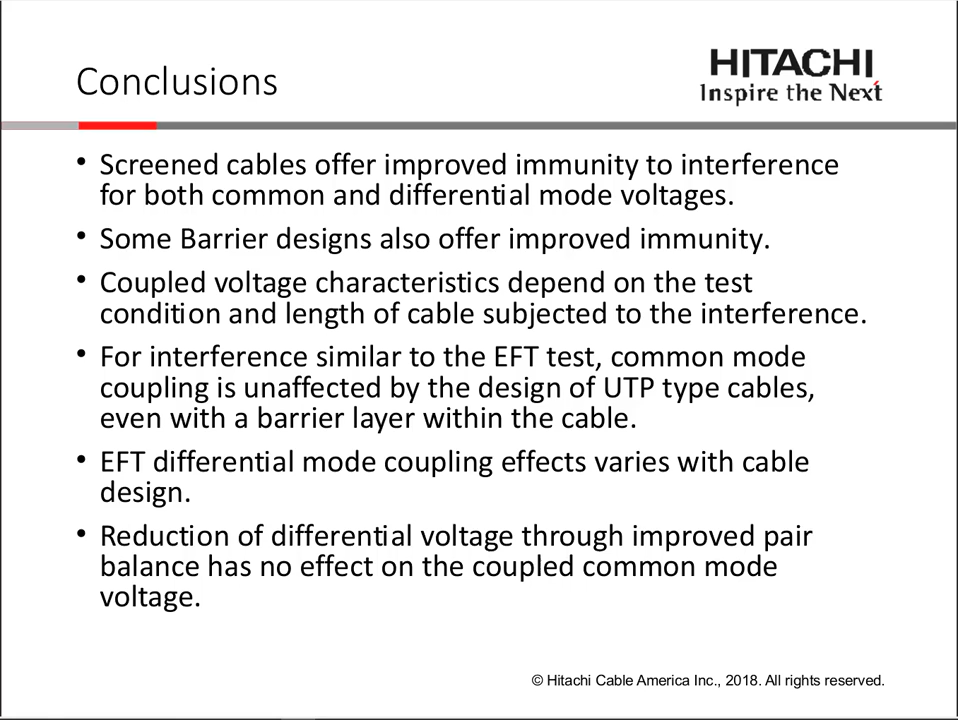 Conclusions
HITACHI
Inspire the Next
• Screened cables offer improved immunity to interference
for both common and differential mode voltages.
• Some Barrier designs also offer improved immunity.
• Coupled voltage characteristics depend on the test
condition and length of cable subjected to the interference.
• For interference similar to the EFT test, common mode
coupling is unaffected by the design of UTP type cables,
even with a barrier layer within the cable.
• EFT differential mode coupling effects varies with cable
design.
• Reduction of differential voltage through improved pair
balance has no effect on the coupled common mode
voltage.
© Hitachi Cable America Inc., 2018. All rights reserved.